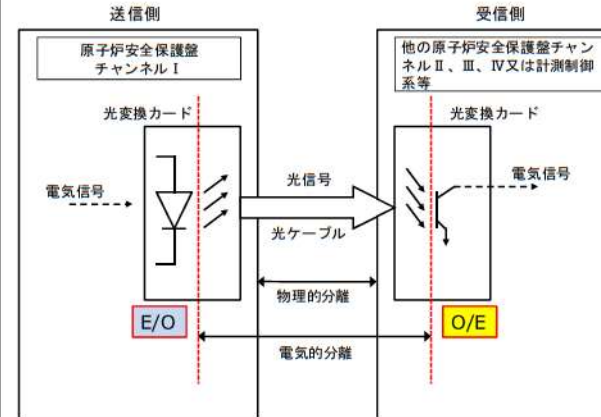 送信側
受信側
原子炉安全保護盤
チャンネルⅠ
他の原子炉安全保護盤チャン
ネルⅡ、Ⅲ、Ⅳ又は計測制御
系等
光変換カード
光変換カード
電気信号
光信号
電気信号
光ケーブル
物理的分離
E/O
O/E
電気的分離